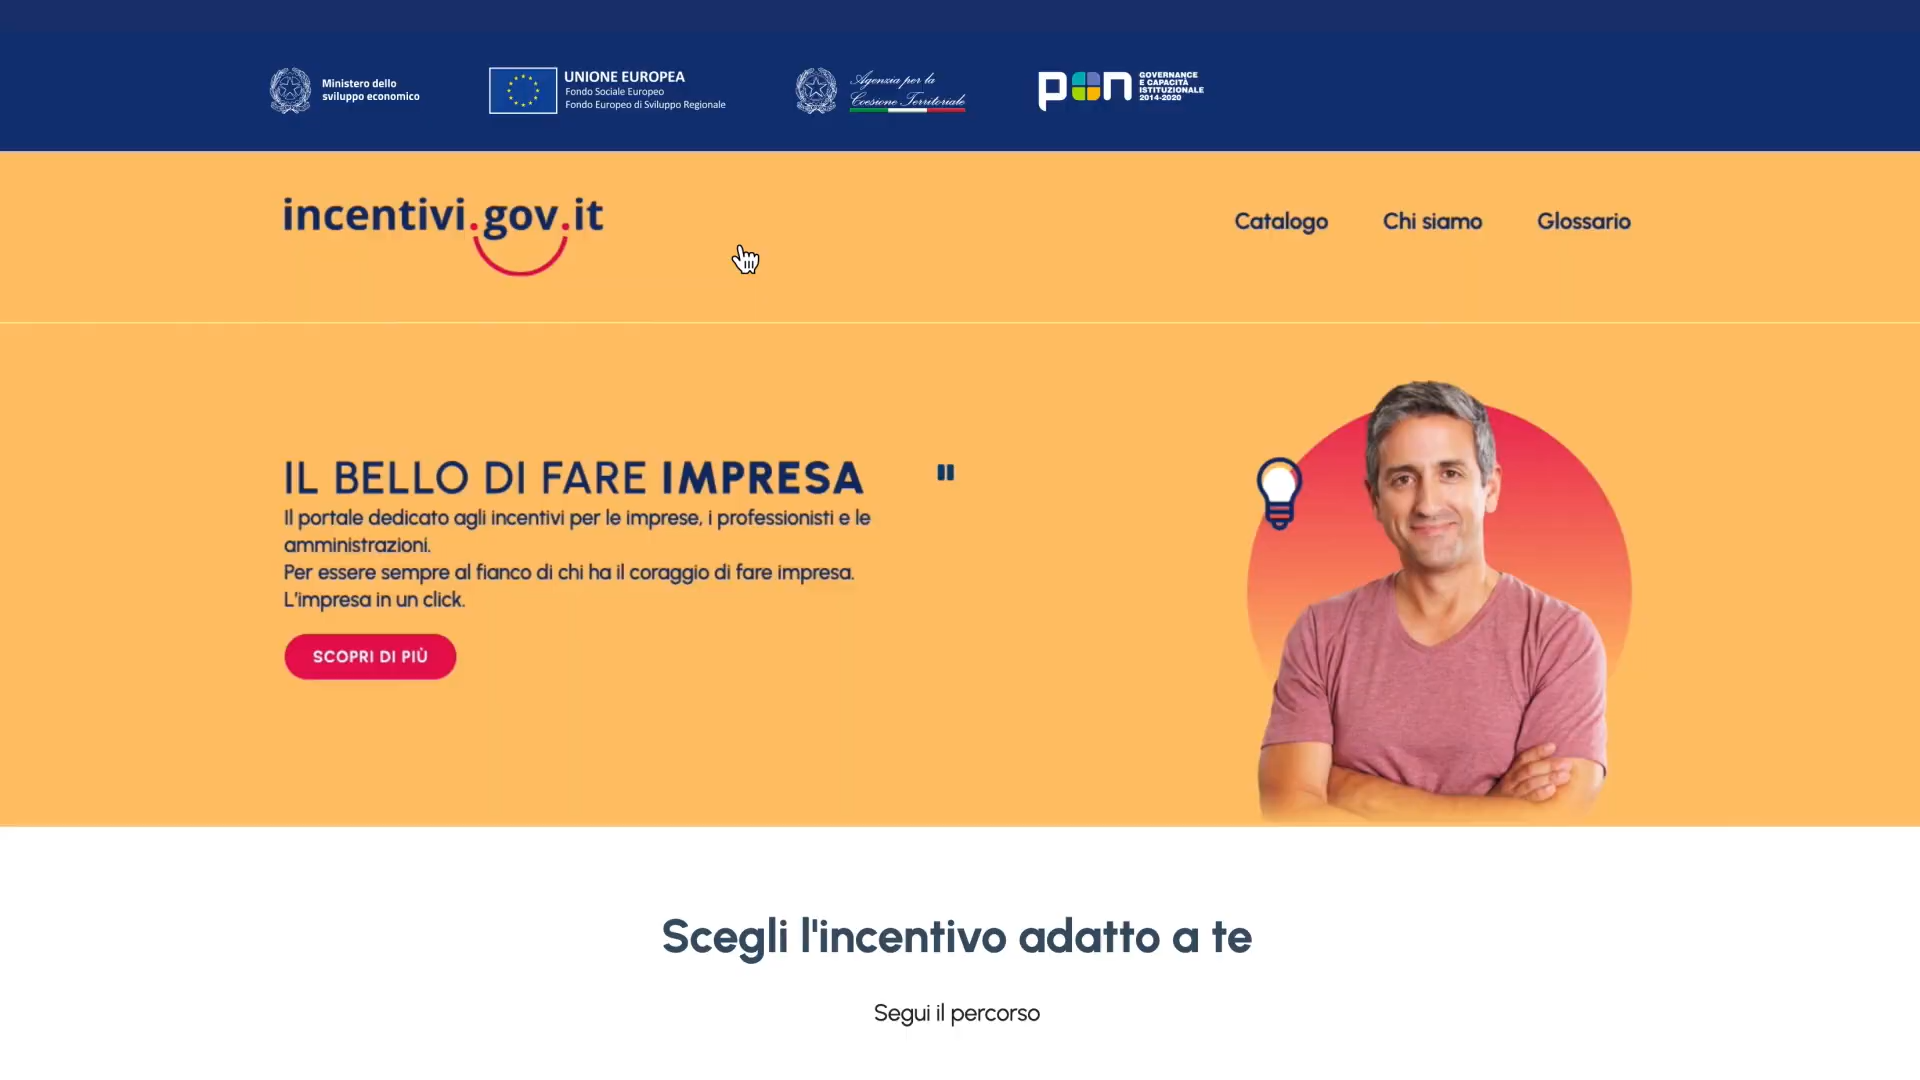 Ministero dello
sviluppo economico
UNIONE EUROPEA
Fondo Sociale Europeo
Fondo Europeo di Sviluppo Regionale
Agenzia per la
Coesione Territoriale
pon
GOVERNANCE
E CAPACITÀ
ISTITUZIONALE
2014-2020
incentivi.gov.it
Catalogo
Chi siamo
Glossario
IL BELLO DI FARE IMPRESA
Il portale dedicato agli incentivi per le imprese, i professionisti e le
amministrazioni.
Per essere sempre al fianco di chi ha il coraggio di fare impresa.
L'impresa in un click.
SCOPRI DI PIÙ
Scegli l'incentivo adatto a te
Segui il percorso